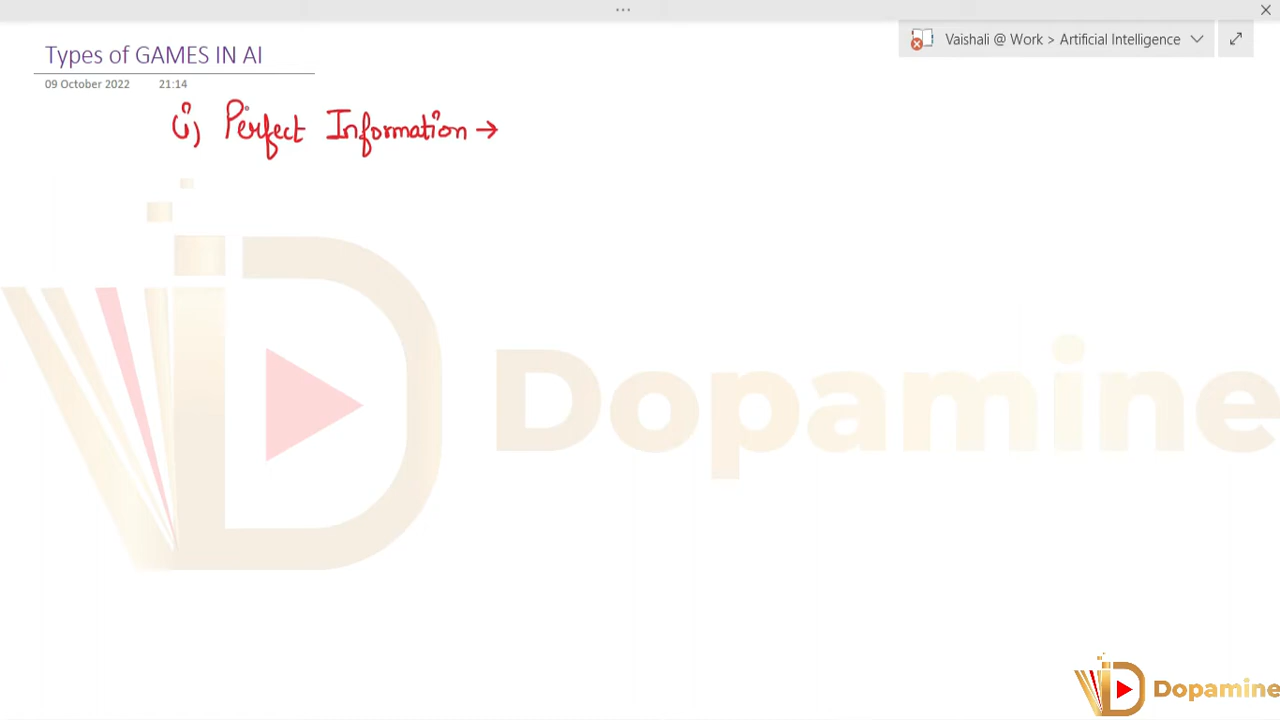 Vaishali @ Work > Artificial Intelligence
Types of GAMES IN AI
09 October 2022 21:14
(i) Perfect Information →
Dopamine
Dopamine